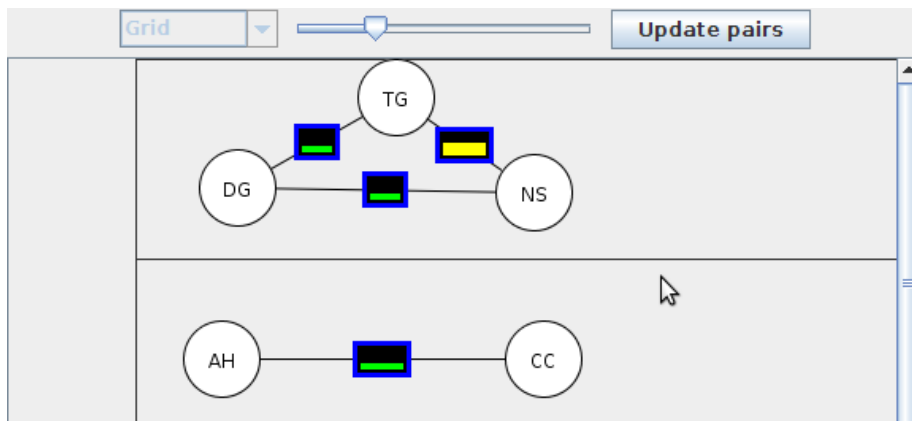 Grid
Update pairs
TG
DG
NS
AH
CC